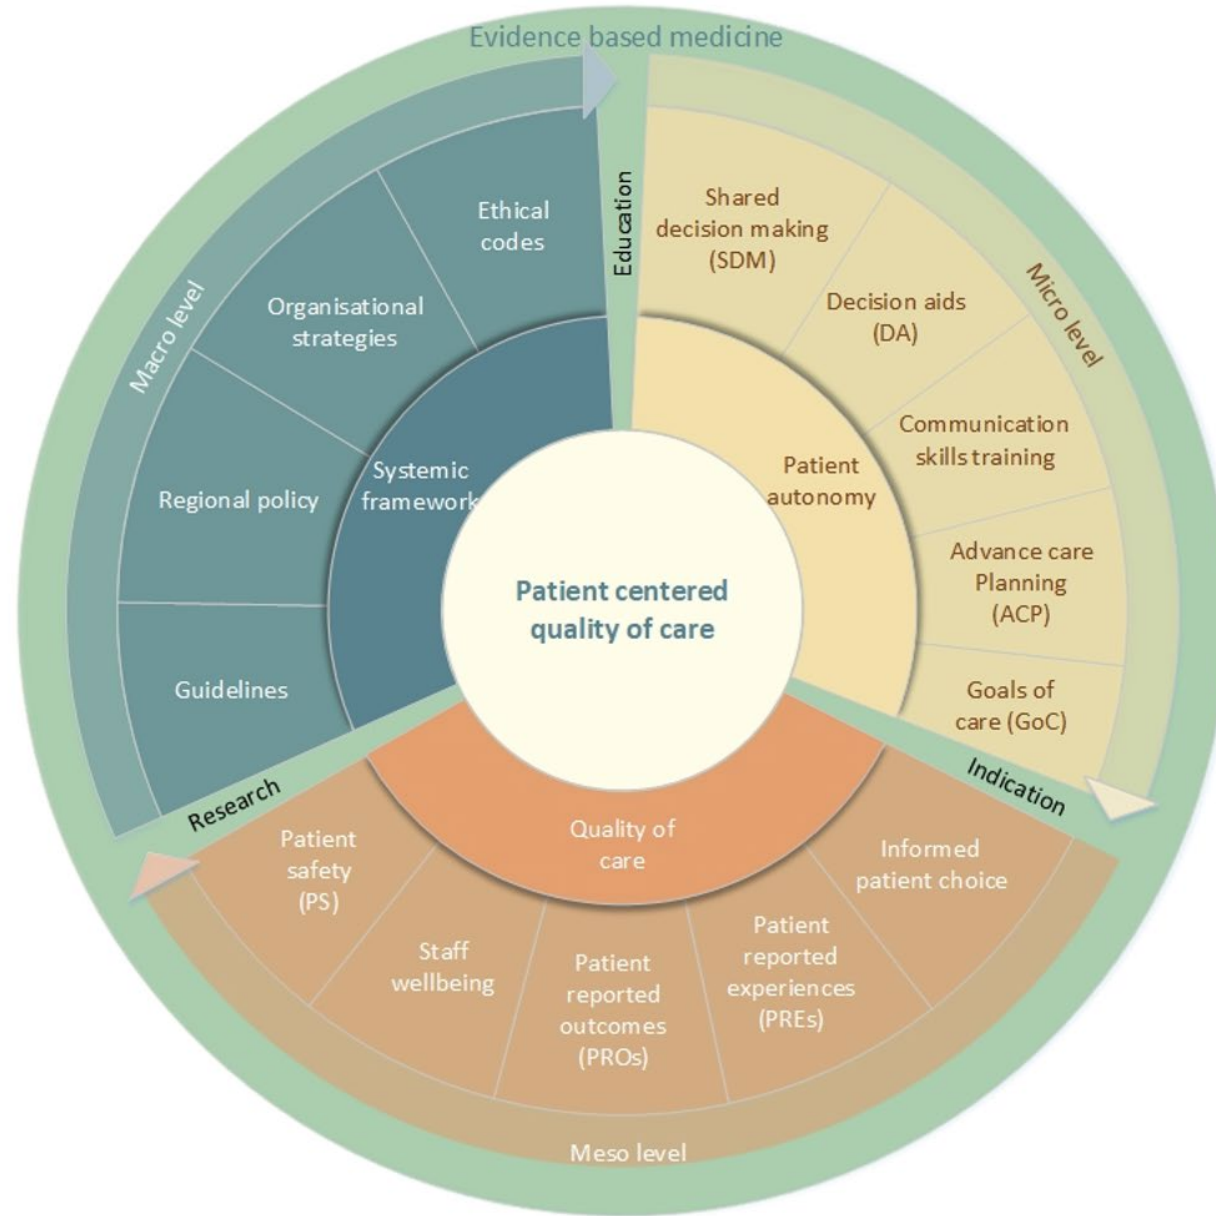 Evidence based medicine
Education
Ethical
codes
Organisational
strategies
Regional policy
Guidelines
Macro level
Systemic
framework
Shared
decision making
(SDM)
Decision aids
(DA)
Communication
skills training
Advance care
Planning
(ACP)
Goals of
care (GoC)
Micro level
Patient
autonomy
Patient centered
quality of care
Research
Indication
Quality of
care
Patient
safety
(PS)
Staff
wellbeing
Patient
reported
outcomes
(PROs)
Patient
reported
experiences
(PREs)
Informed
patient choice
Meso level